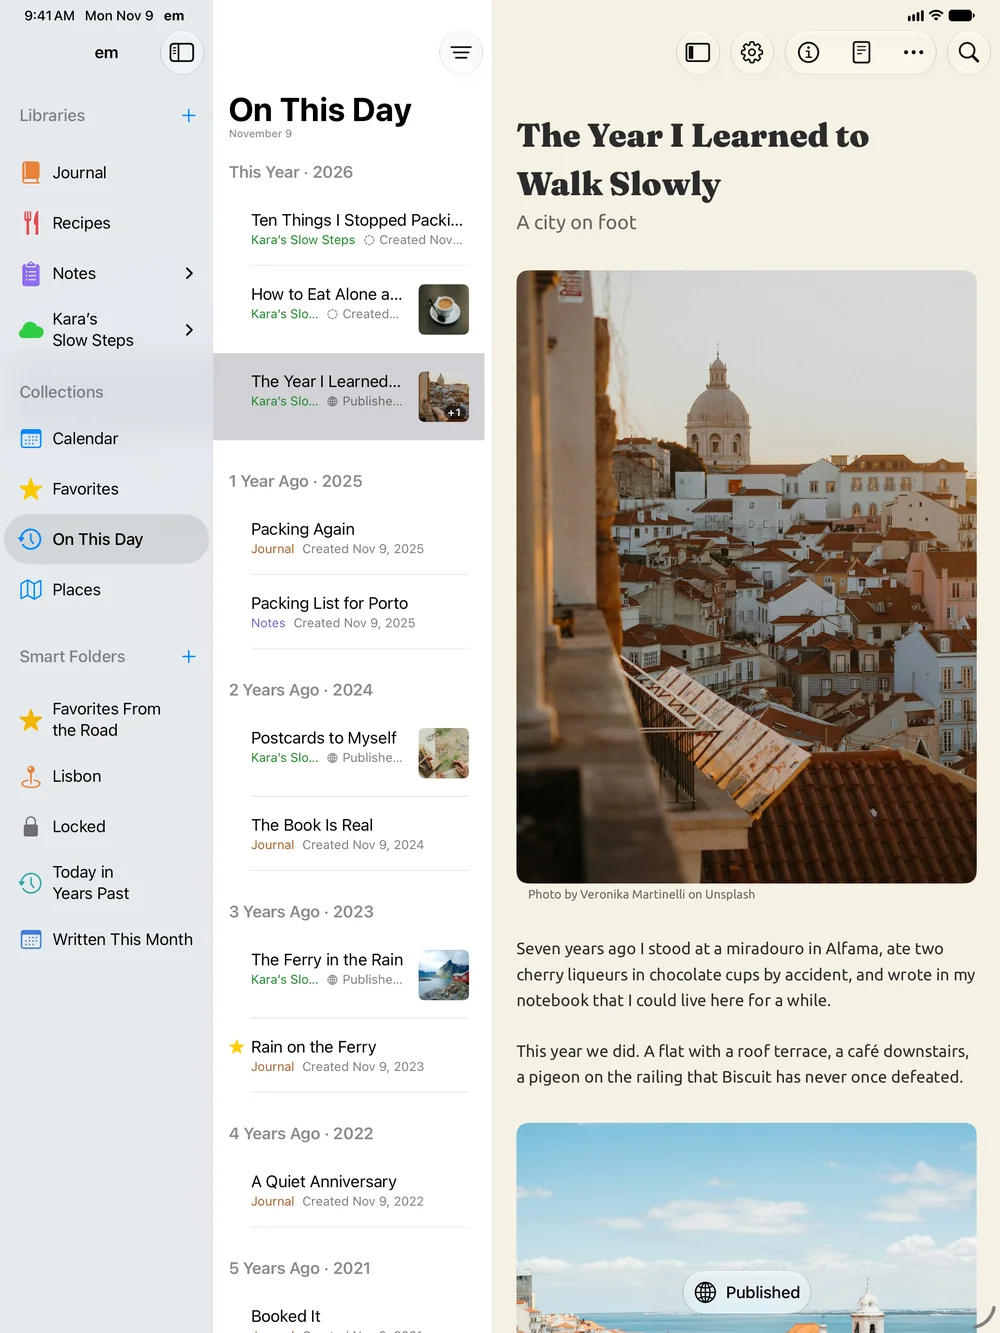 9:41 AM Mon Nov 9 em
em
Libraries
Journal
Recipes
Notes
Kara's
Slow Steps
Collections
Calendar
Favorites
On This Day
Places
Smart Folders
Favorites From
the Road
Lisbon
Locked
Today in
Years Past
Written This Month
On This Day
November 9
This Year · 2026
Ten Things I Stopped Packi...
Kara's Slow Steps Created Nov...
How to Eat Alone a...
Kara's Slo... Created...
The Year I Learned...
Kara's Slo... Publishe...
+1
1 Year Ago · 2025
Packing Again
Journal Created Nov 9, 2025
Packing List for Porto
Notes Created Nov 9, 2025
2 Years Ago · 2024
Postcards to Myself
Kara's Slo... Publishe...
The Book Is Real
Journal Created Nov 9, 2024
3 Years Ago · 2023
The Ferry in the Rain
Kara's Slo... Publishe...
Rain on the Ferry
Journal Created Nov 9, 2023
4 Years Ago · 2022
A Quiet Anniversary
Journal Created Nov 9, 2022
5 Years Ago · 2021
Booked It
The Year I Learned to
Walk Slowly
A city on foot
Photo by Veronika Martinelli on Unsplash
Seven years ago I stood at a miradouro in Alfama, ate two
cherry liqueurs in chocolate cups by accident, and wrote in my
notebook that I could live here for a while.
This year we did. A flat with a roof terrace, a café downstairs,
a pigeon on the railing that Biscuit has never once defeated.
Published